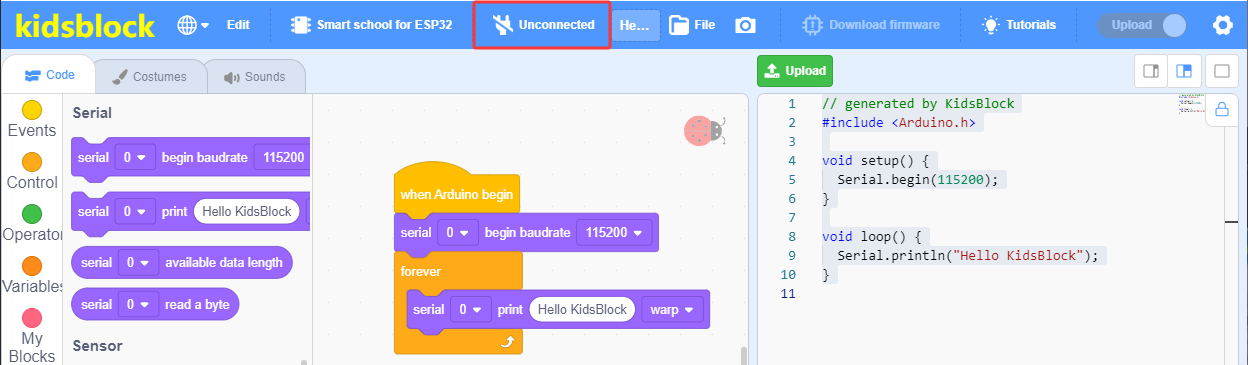 kidsblock Edit Smart school for ESP32 Unconnected He... File Download firmware Tutorials Upload
Code Costumes Sounds
Upload
Events
Control
Operator
Variables
My
Blocks
Serial
serial 0 begin baudrate 115200
serial 0 print Hello KidsBlock
serial 0 available data length
serial 0 read a byte
Sensor
when Arduino begin
serial 0 begin baudrate 115200
forever
serial 0 print Hello KidsBlock warp
1 // generated by KidsBlock
2 #include <Arduino.h>
3
4 void setup() {
5 Serial.begin(115200);
6 }
7
8 void loop() {
9 Serial.println("Hello KidsBlock");
10 }
11